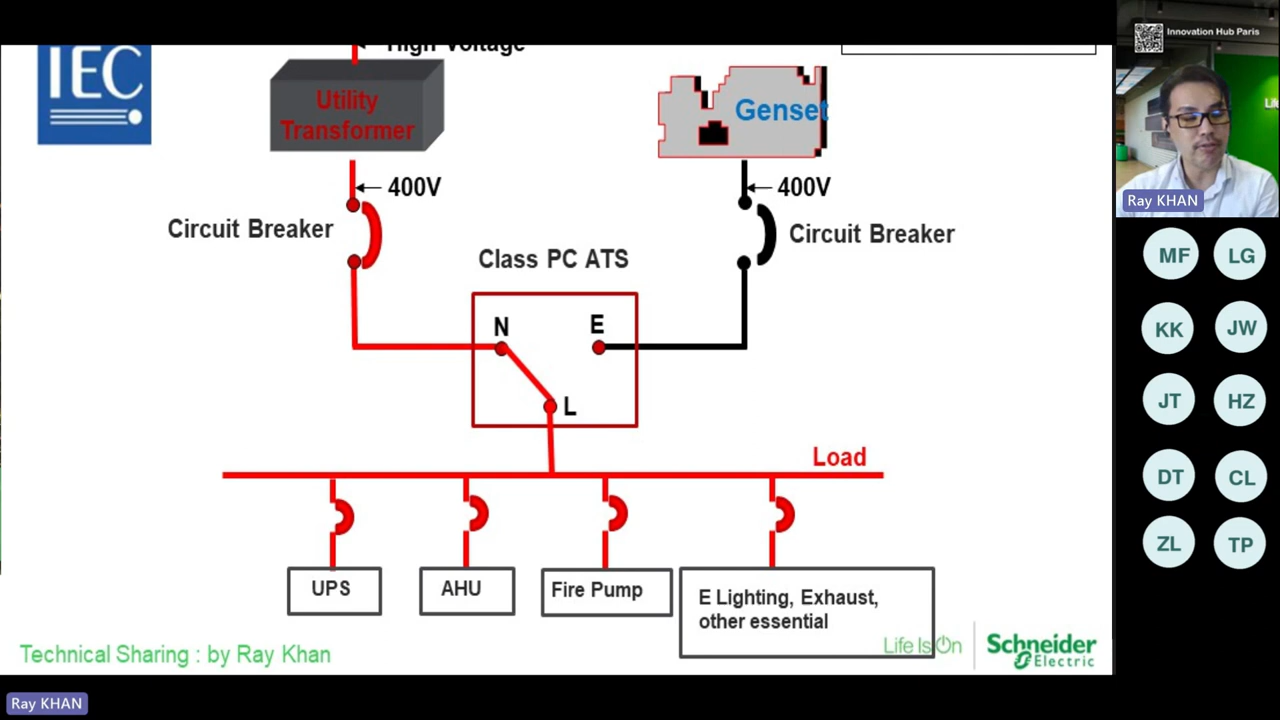 High Voltage
IEC
Utility
Transformer
Genset
400V
400V
Circuit Breaker
Circuit Breaker
Class PC ATS
N
E
L
Load
UPS
AHU
Fire Pump
E Lighting, Exhaust,
other essential
Technical Sharing : by Ray Khan
Life Is On
Schneider
Electric
Ray KHAN
Innovation Hub Paris
Ray KHAN
MF
LG
KK
JW
JT
HZ
DT
CL
ZL
TP